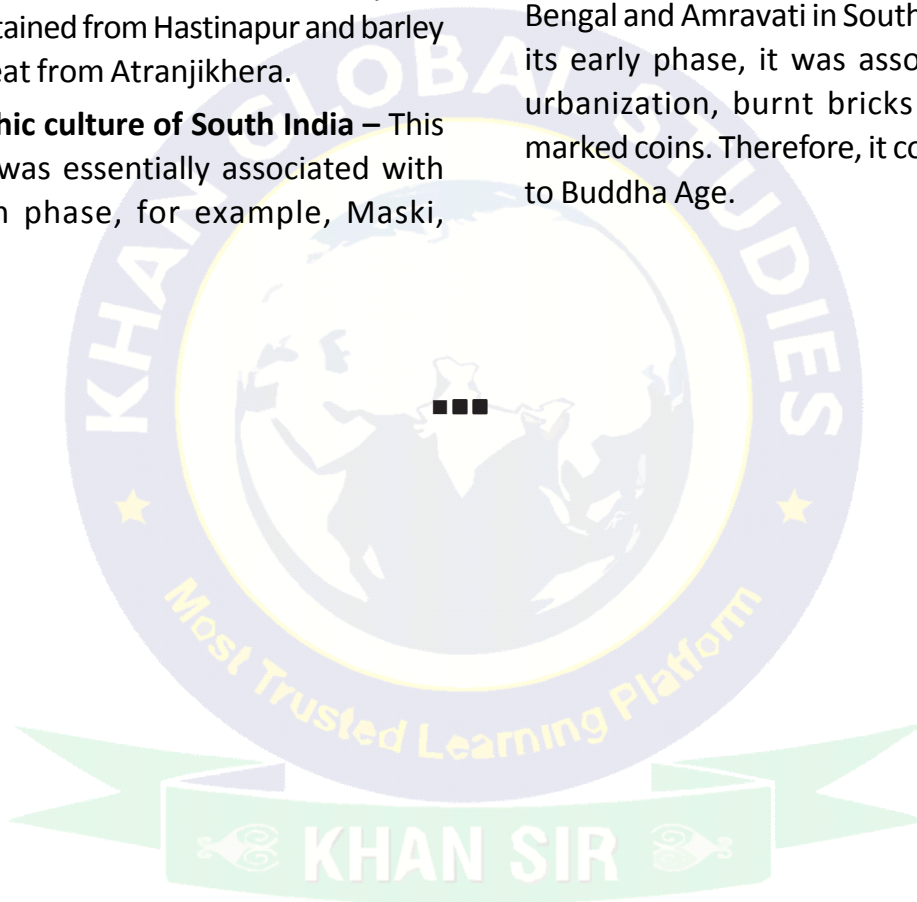 tained from Hastinapur and barley
eat from Atranjikhera.
hic culture of South India – This
was essentially associated with
n phase, for example, Maski,
Bengal and Amravati in South
its early phase, it was asso
urbanization, burnt bricks
marked coins. Therefore, it co
to Buddha Age.
KHAN GLOBAL STUDIES
Most Trusted Learning Platform
KHAN SIR